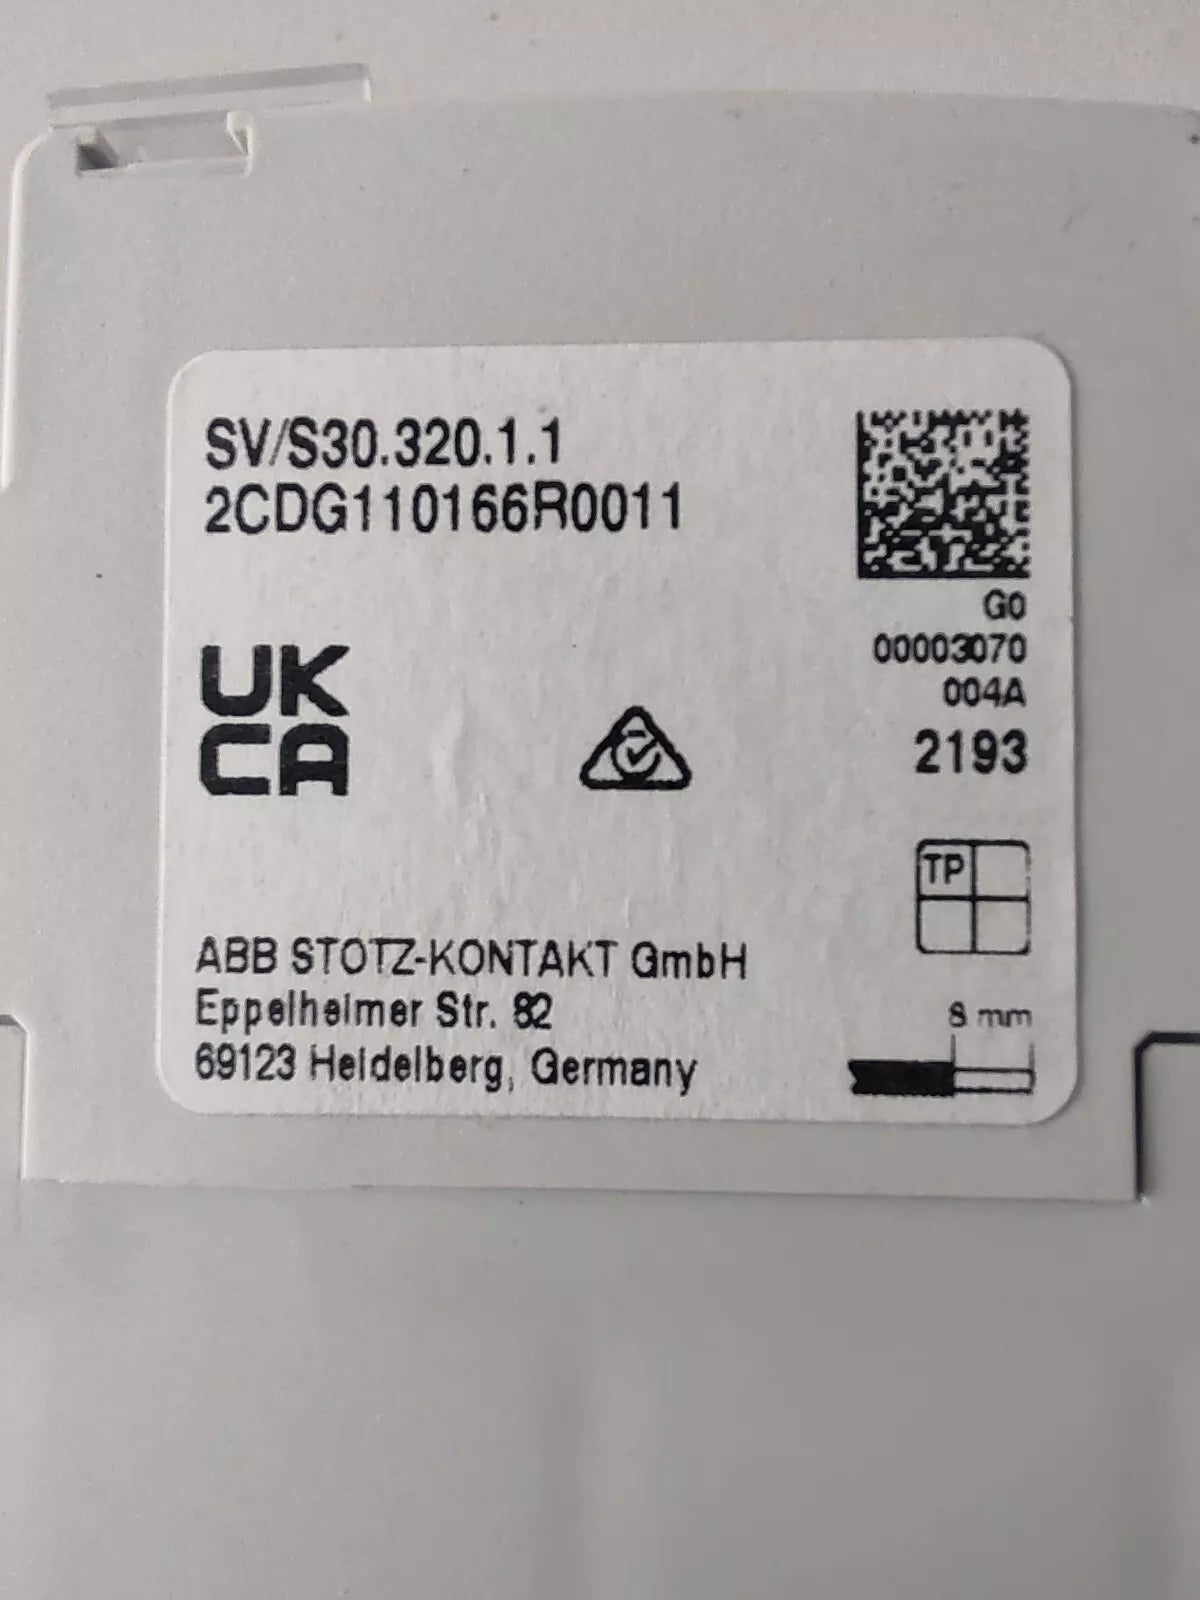 SV/S30.320.1.1
2CDG110166R0011
G0
00003070
004A
2193
UK
CA
TP
ABB STOTZ-KONTAKT GmbH
Eppelheimer Str. 82
69123 Heidelberg, Germany
8 mm